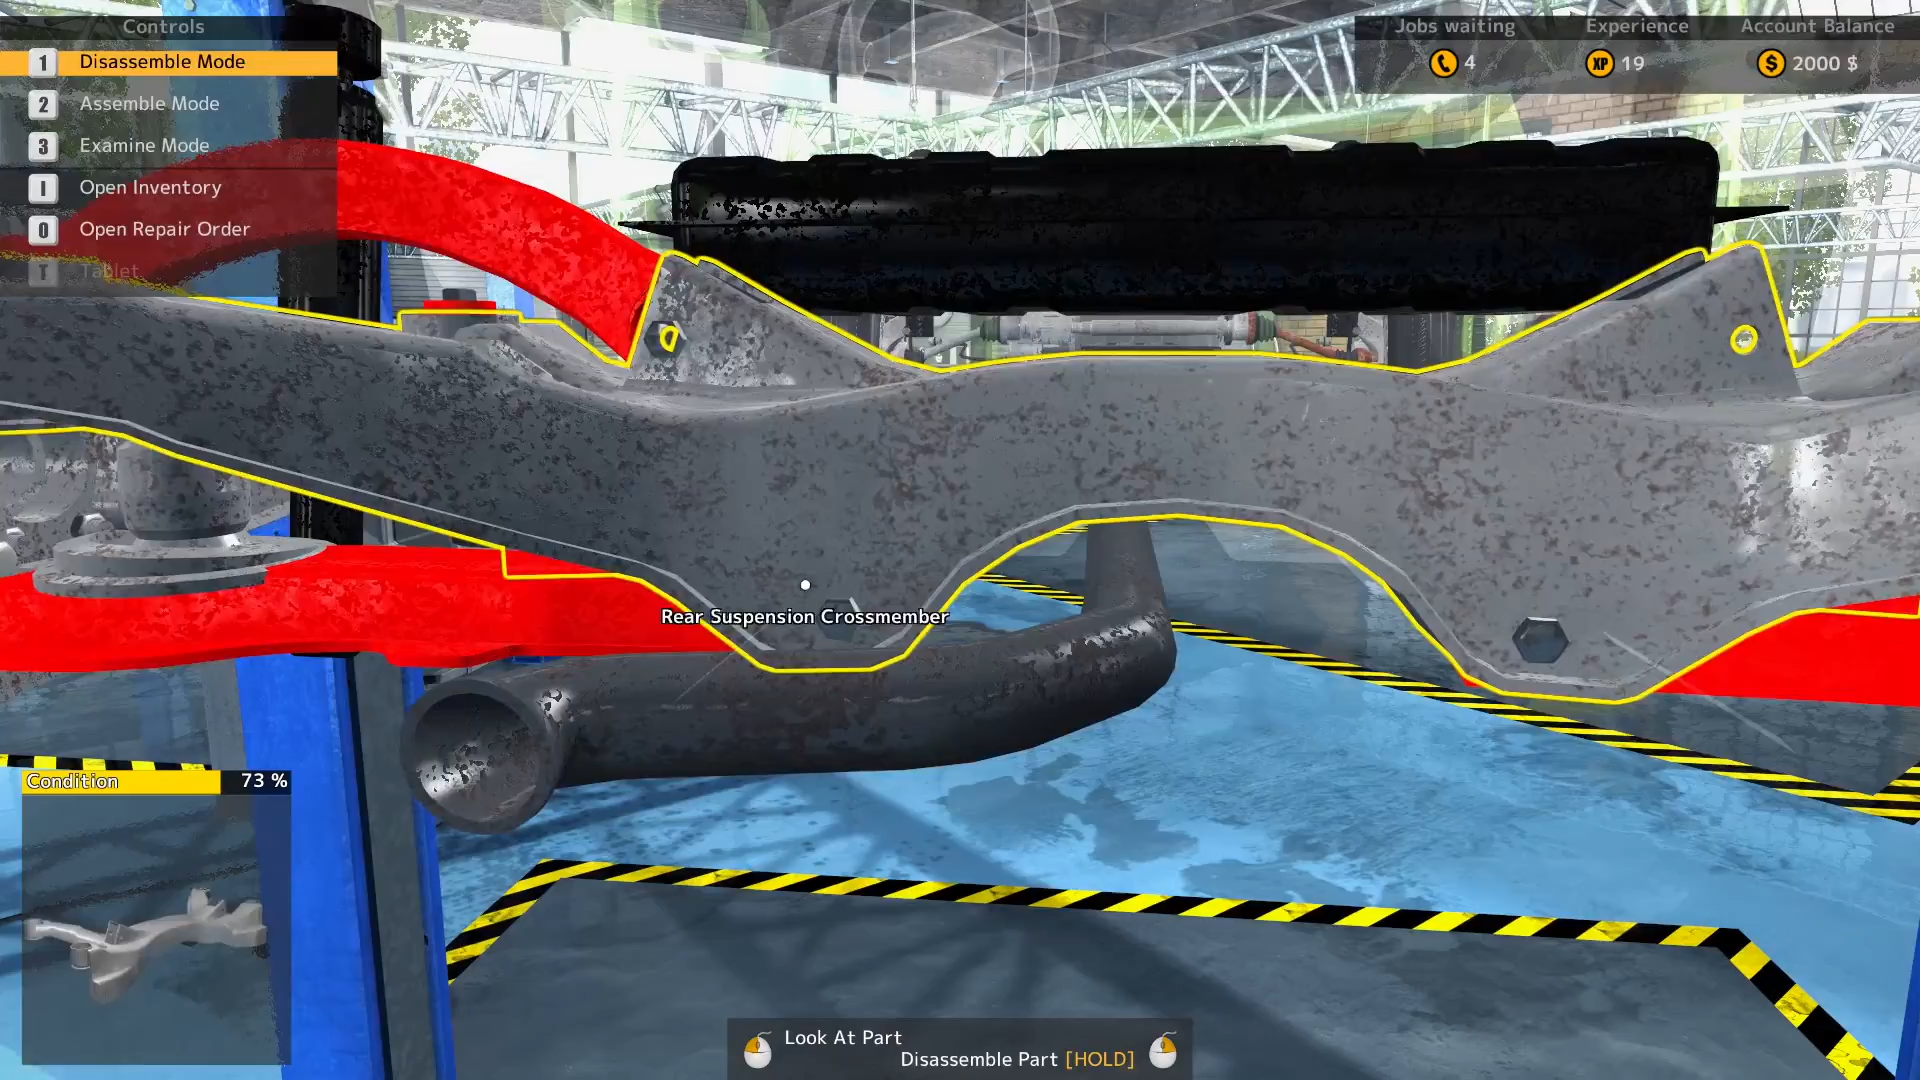 Controls
1 Disassemble Mode
2 Assemble Mode
3 Examine Mode
I Open Inventory
O Open Repair Order
T Tablet
Jobs waiting Experience Account Balance
4 XP 19 $ 2000 $
Rear Suspension Crossmember
Condition 73 %
Look At Part
Disassemble Part [HOLD]